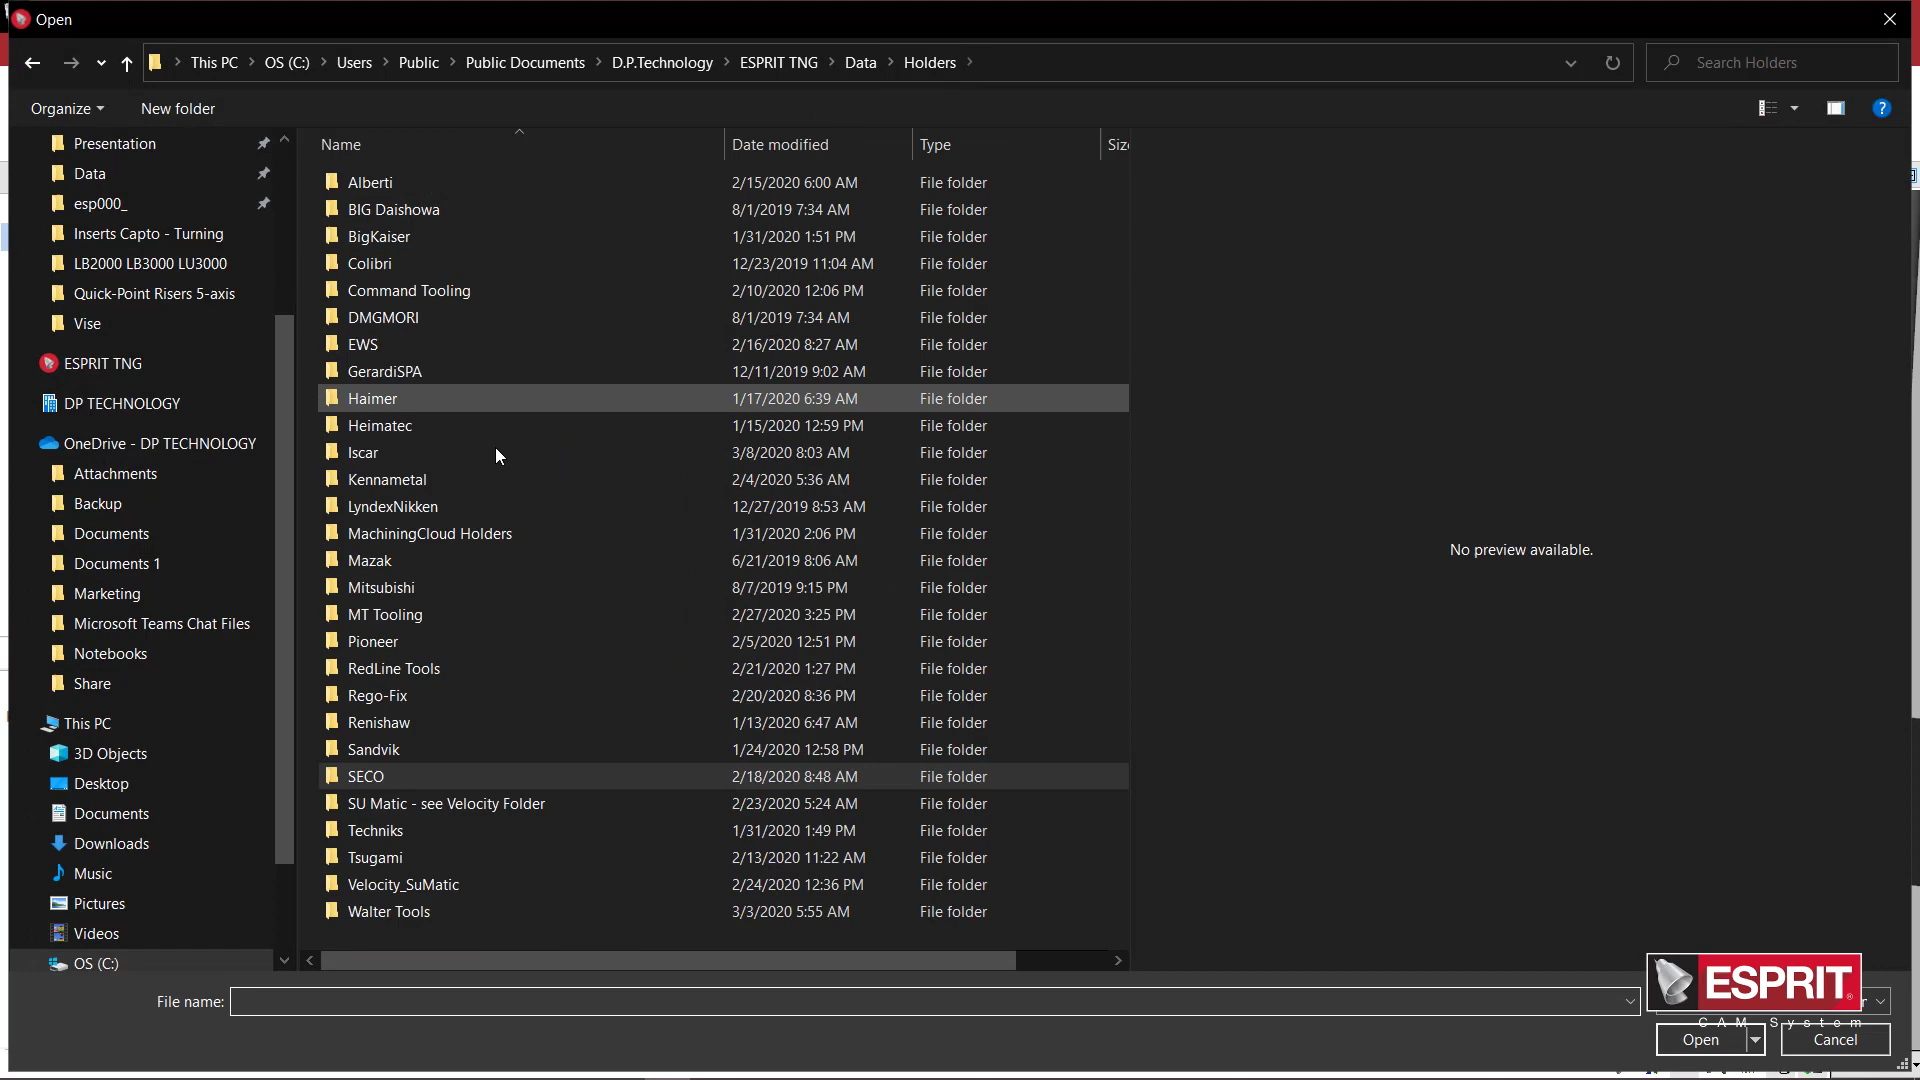 Open
This PC > OS (C:) > Users > Public > Public Documents > D.P.Technology > ESPRIT TNG > Data > Holders >
Search Holders
Organize
New folder
Presentation
Data
esp000_
Inserts Capto - Turning
LB2000 LB3000 LU3000
Quick-Point Risers 5-axis
Vise
ESPRIT TNG
DP TECHNOLOGY
OneDrive - DP TECHNOLOGY
Attachments
Backup
Documents
Documents 1
Marketing
Microsoft Teams Chat Files
Notebooks
Share
This PC
3D Objects
Desktop
Documents
Downloads
Music
Pictures
Videos
OS (C:)
Name Date modified Type Size
Alberti 2/15/2020 6:00 AM File folder
BIG Daishowa 8/1/2019 7:34 AM File folder
BigKaiser 1/31/2020 1:51 PM File folder
Colibri 12/23/2019 11:04 AM File folder
Command Tooling 2/10/2020 12:06 PM File folder
DMGMORI 8/1/2019 7:34 AM File folder
EWS 2/16/2020 8:27 AM File folder
GerardiSPA 12/11/2019 9:02 AM File folder
Haimer 1/17/2020 6:39 AM File folder
Heimatec 1/15/2020 12:59 PM File folder
Iscar 3/8/2020 8:03 AM File folder
Kennametal 2/4/2020 5:36 AM File folder
LyndexNikken 12/27/2019 8:53 AM File folder
MachiningCloud Holders 1/31/2020 2:06 PM File folder
Mazak 6/21/2019 8:06 AM File folder
Mitsubishi 8/7/2019 9:15 PM File folder
MT Tooling 2/27/2020 3:25 PM File folder
Pioneer 2/5/2020 12:51 PM File folder
RedLine Tools 2/21/2020 1:27 PM File folder
Rego-Fix 2/20/2020 8:36 PM File folder
Renishaw 1/13/2020 6:47 AM File folder
Sandvik 1/24/2020 12:58 PM File folder
SECO 2/18/2020 8:48 AM File folder
SU Matic - see Velocity Folder 2/23/2020 5:24 AM File folder
Techniks 1/31/2020 1:49 PM File folder
Tsugami 2/13/2020 11:22 AM File folder
Velocity_SuMatic 2/24/2020 12:36 PM File folder
Walter Tools 3/3/2020 5:55 AM File folder
No preview available.
File name:
ESPRIT
CAM System
Open
Cancel